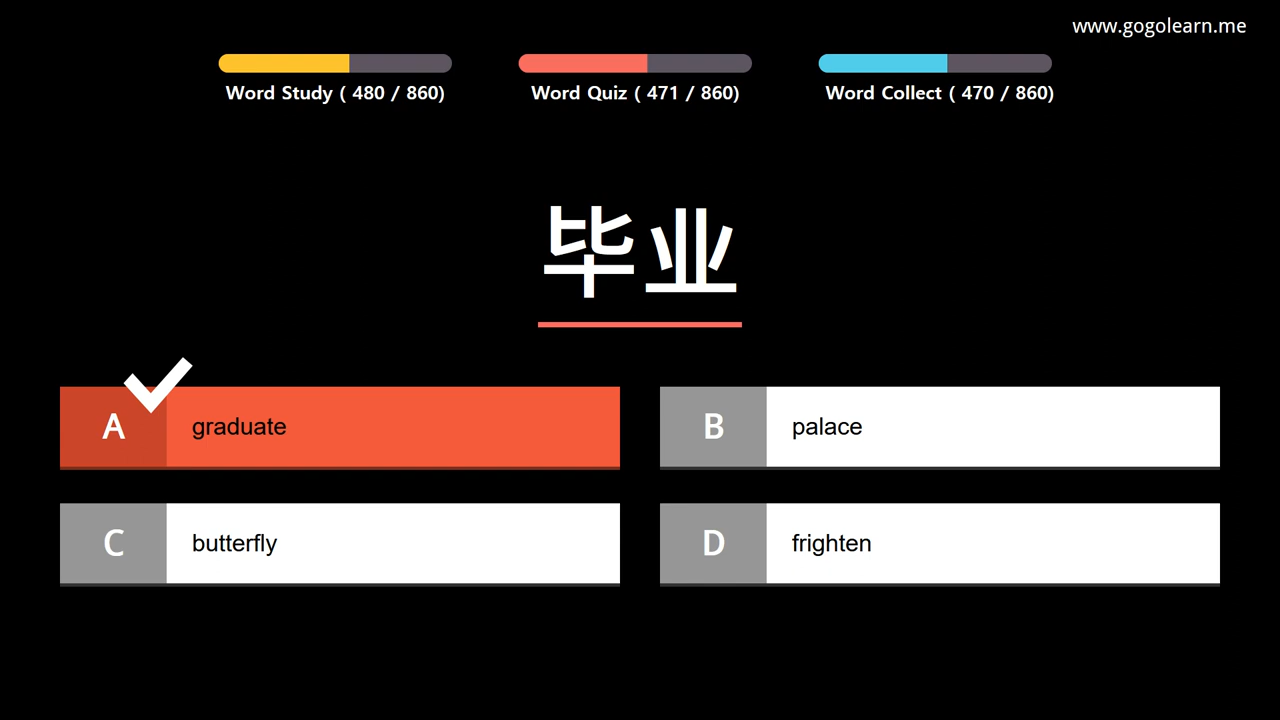 www.gogolearn.me
Word Study ( 480 / 860)
Word Quiz ( 471 / 860)
Word Collect ( 470 / 860)
毕业
A graduate
B palace
C butterfly
D frighten